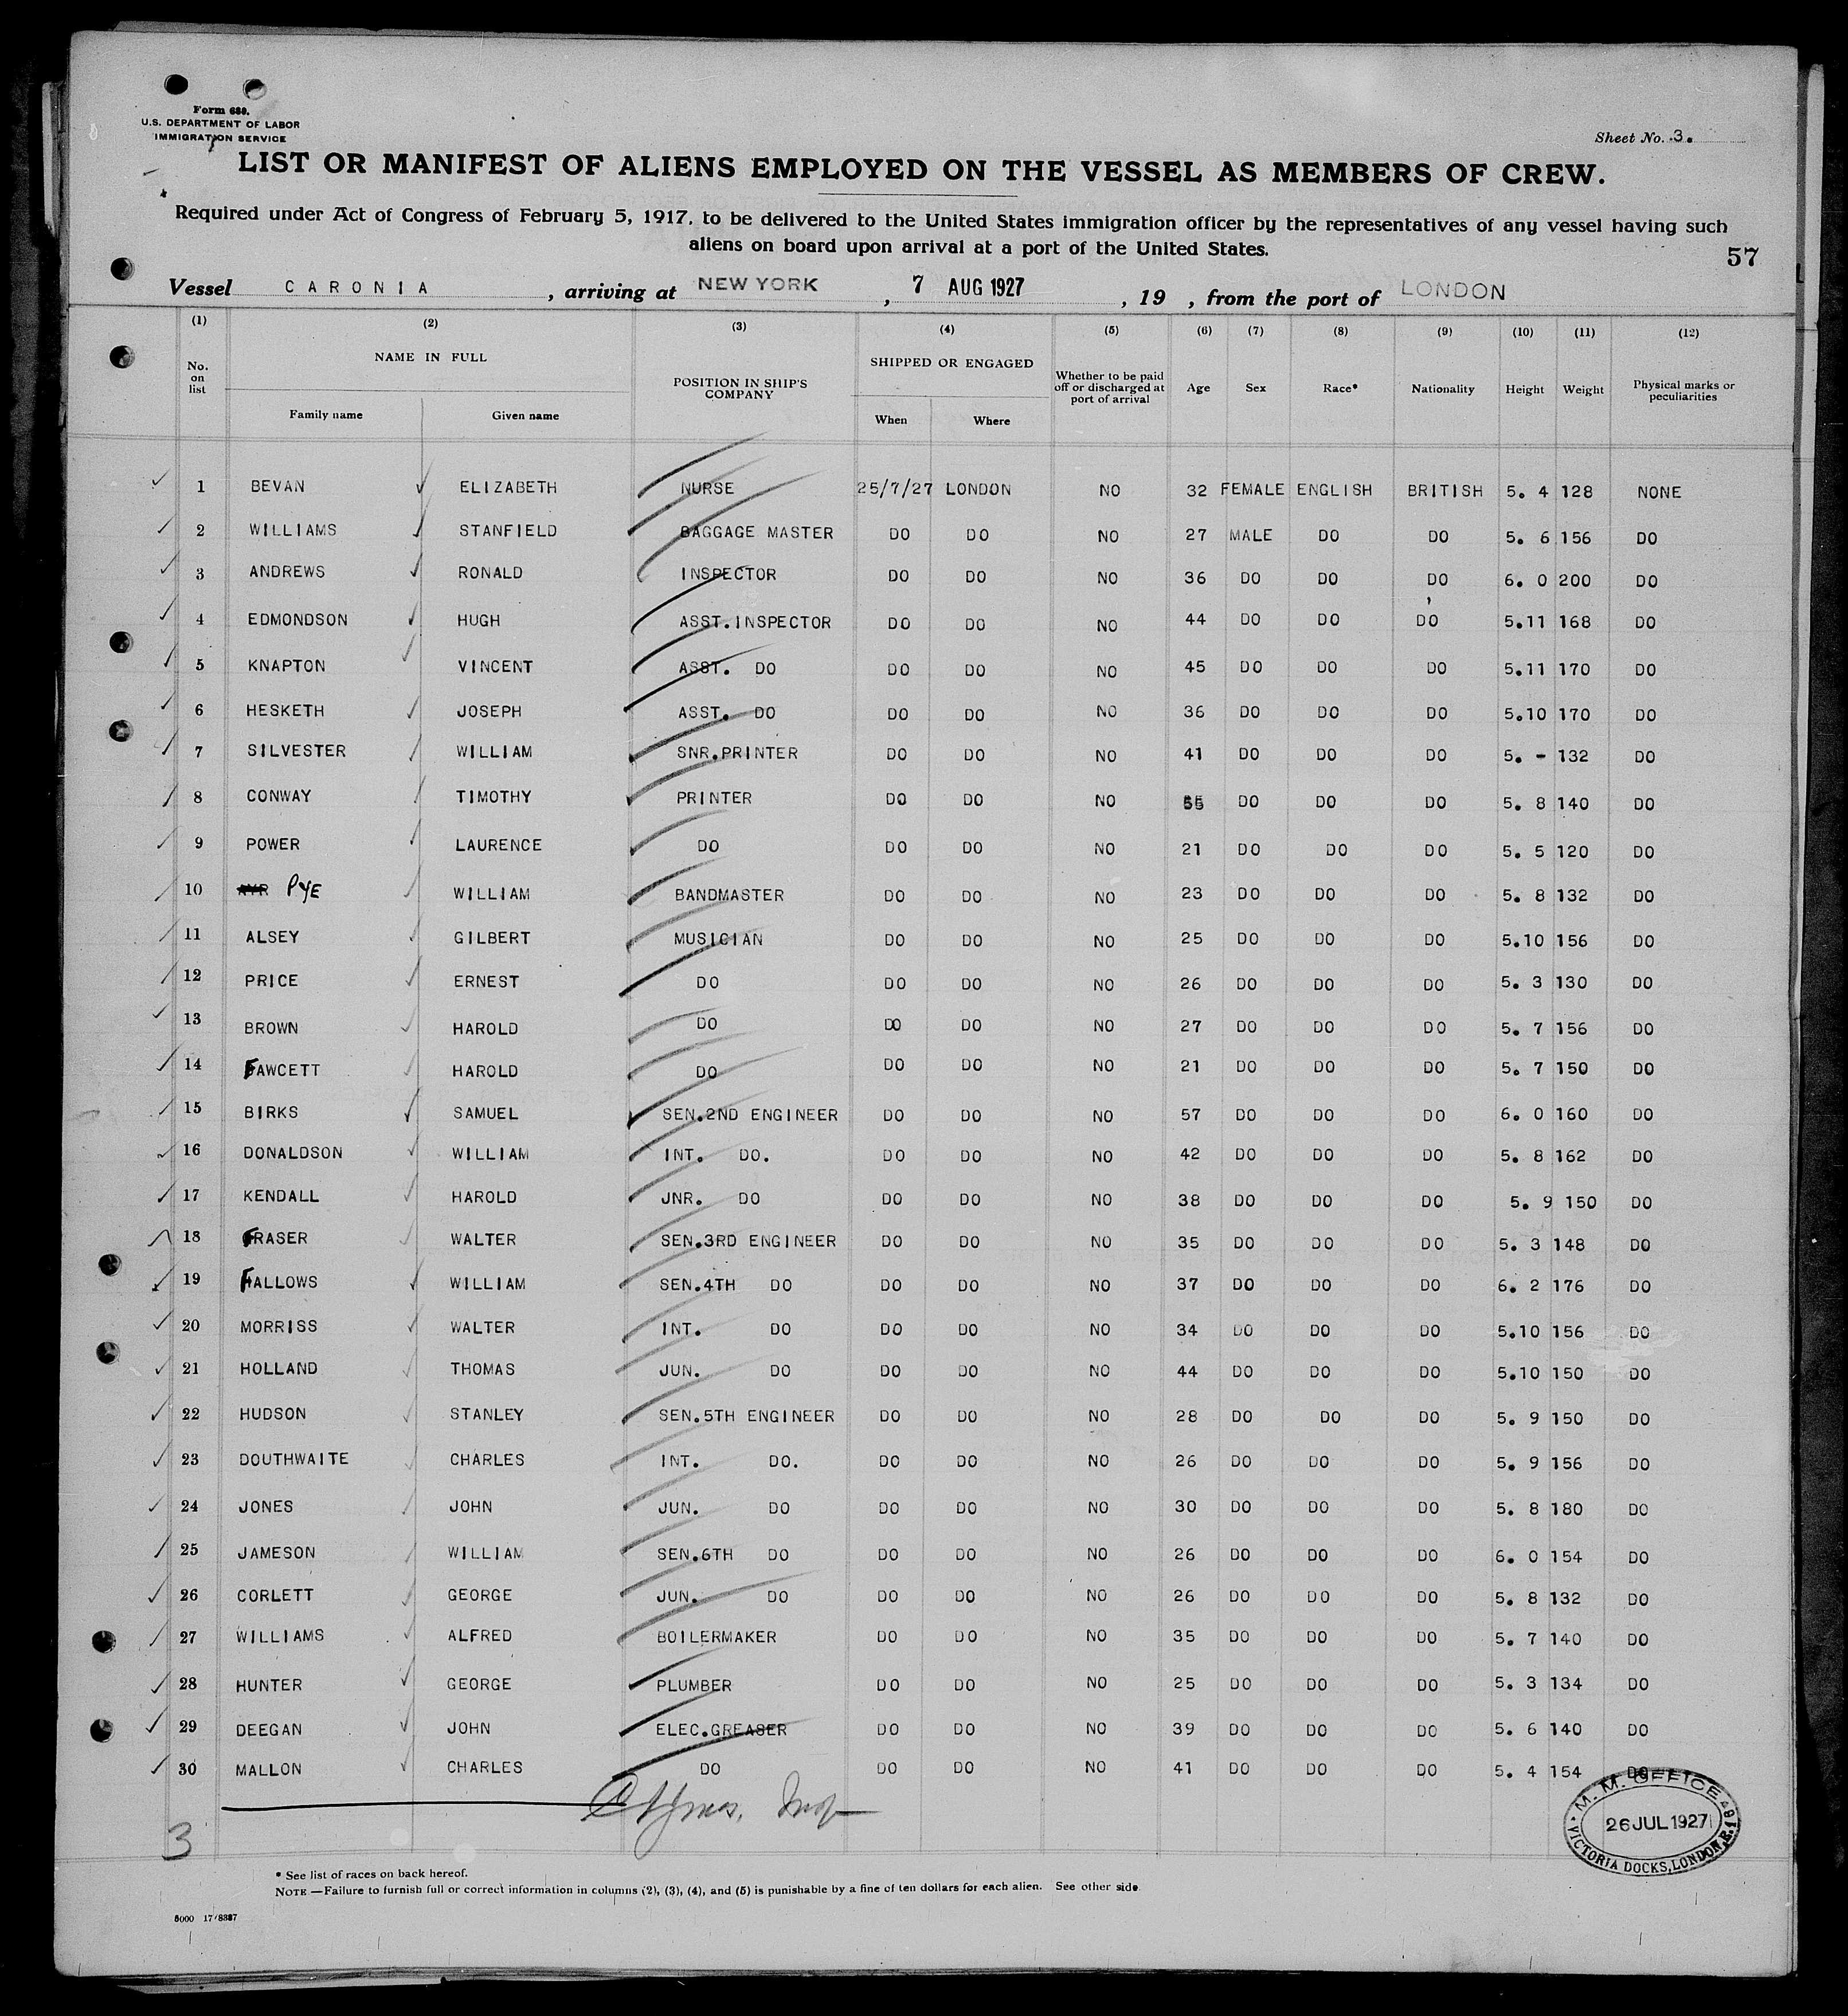 Form 689.
U.S. DEPARTMENT OF LABOR
IMMIGRATION SERVICE
Sheet No. 3.
LIST OR MANIFEST OF ALIENS EMPLOYED ON THE VESSEL AS MEMBERS OF CREW.
Required under Act of Congress of February 5, 1917, to be delivered to the United States immigration officer by the representatives of any vessel having such
aliens on board upon arrival at a port of the United States.
57
Vessel CARONIA, arriving at NEW YORK, 7 AUG 1927, 19 , from the port of LONDON
(1) (2) (3) (4) (5) (6) (7) (8) (9) (10) (11) (12)
No. on list NAME IN FULL POSITION IN SHIP'S COMPANY SHIPPED OR ENGAGED Whether to be paid off or discharged at port of arrival Age Sex Race* Nationality Height Weight Physical marks or peculiarities
Family name Given name When Where
1 BEVAN ELIZABETH NURSE 25/7/27 LONDON NO 32 FEMALE ENGLISH BRITISH 5. 4 128 NONE
2 WILLIAMS STANFIELD BAGGAGE MASTER DO DO NO 27 MALE DO DO 5. 6 156 DO
3 ANDREWS RONALD INSPECTOR DO DO NO 36 DO DO DO 6. 0 200 DO
4 EDMONDSON HUGH ASST.INSPECTOR DO DO NO 44 DO DO DO 5.11 168 DO
5 KNAPTON VINCENT ASST. DO DO DO NO 45 DO DO DO 5.11 170 DO
6 HESKETH JOSEPH ASST. DO DO DO NO 36 DO DO DO 5.10 170 DO
7 SILVESTER WILLIAM SNR.PRINTER DO DO NO 41 DO DO DO 5. - 132 DO
8 CONWAY TIMOTHY PRINTER DO DO NO DO DO DO 5. 8 140 DO
9 POWER LAURENCE DO DO DO NO 21 DO DO DO 5. 5 120 DO
10 PYE WILLIAM BANDMASTER DO DO NO 23 DO DO DO 5. 8 132 DO
11 ALSEY GILBERT MUSICIAN DO DO NO 25 DO DO DO 5.10 156 DO
12 PRICE ERNEST DO DO DO NO 26 DO DO DO 5. 3 130 DO
13 BROWN HAROLD DO DO DO NO 27 DO DO DO 5. 7 156 DO
14 FAWCETT HAROLD DO DO DO NO 21 DO DO DO 5. 7 150 DO
15 BIRKS SAMUEL SEN.2ND ENGINEER DO DO NO 57 DO DO DO 6. 0 160 DO
16 DONALDSON WILLIAM INT. DO. DO DO NO 42 DO DO DO 5. 8 162 DO
17 KENDALL HAROLD JNR. DO DO DO NO 38 DO DO DO 5. 9 150 DO
18 FRASER WALTER SEN.3RD ENGINEER DO DO NO 35 DO DO DO 5. 3 148 DO
19 FALLOWS WILLIAM SEN.4TH DO DO DO NO 37 DO DO DO 6. 2 176 DO
20 MORRISS WALTER INT. DO DO DO NO 34 DO DO DO 5.10 156 DO
21 HOLLAND THOMAS JUN. DO DO DO NO 44 DO DO DO 5.10 150 DO
22 HUDSON STANLEY SEN.5TH ENGINEER DO DO NO 28 DO DO DO 5. 9 150 DO
23 DOUTHWAITE CHARLES INT. DO. DO DO NO 26 DO DO DO 5. 9 156 DO
24 JONES JOHN JUN. DO DO DO NO 30 DO DO DO 5. 8 180 DO
25 JAMESON WILLIAM SEN.6TH DO DO DO NO 26 DO DO DO 6. 0 154 DO
26 CORLETT GEORGE JUN. DO DO DO NO 26 DO DO DO 5. 8 132 DO
27 WILLIAMS ALFRED BOILERMAKER DO DO NO 35 DO DO DO 5. 7 140 DO
28 HUNTER GEORGE PLUMBER DO DO NO 25 DO DO DO 5. 3 134 DO
29 DEEGAN JOHN ELEC.GREASER DO DO NO 39 DO DO DO 5. 6 140 DO
30 MALLON CHARLES DO DO DO NO 41 DO DO DO 5. 4 154 DO
M. M. OFFICE
26 JUL 1927
VICTORIA DOCKS, LONDON, E.
3
* See list of races on back hereof.
NOTE —Failure to furnish full or correct information in columns (2), (3), (4), and (5) is punishable by a fine of ten dollars for each alien. See other side.
5000 17/8387